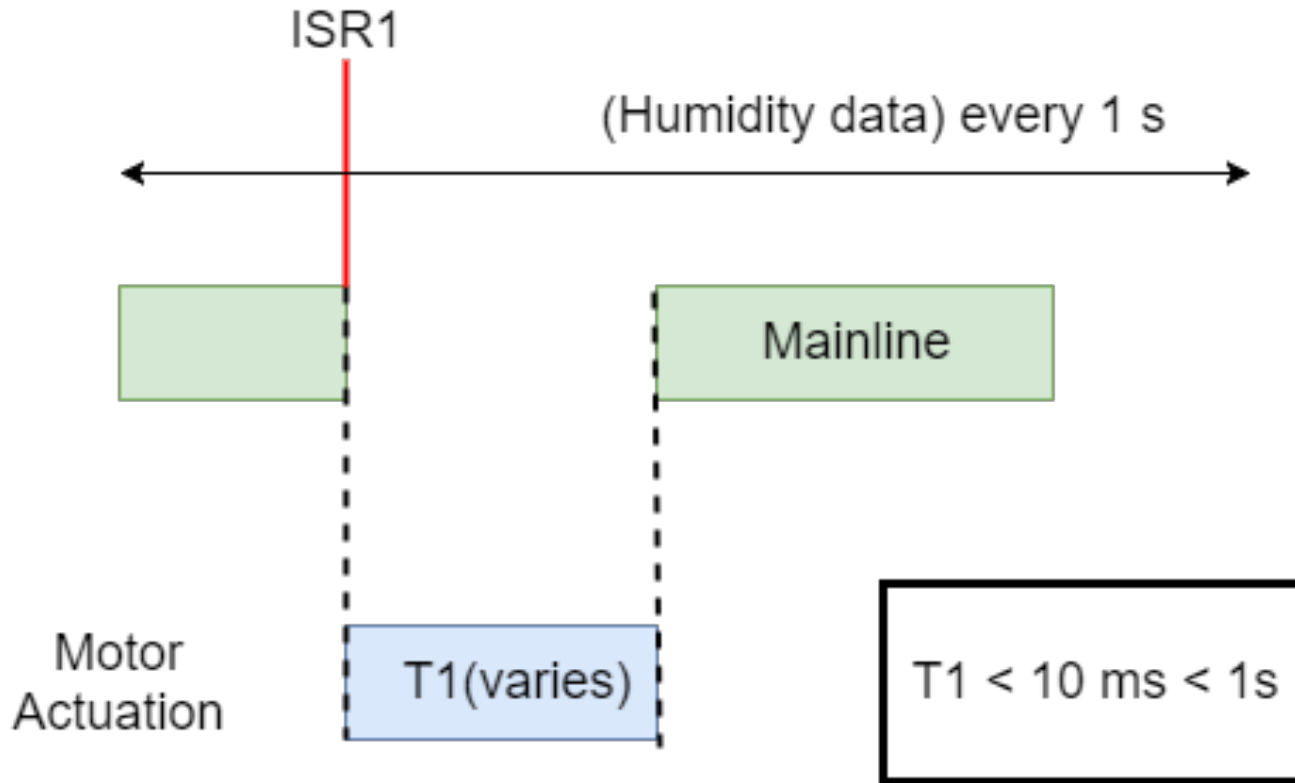 ISR1
(Humidity data) every 1 s
Mainline
Motor
Actuation
T1(varies)
T1 < 10 ms < 1s